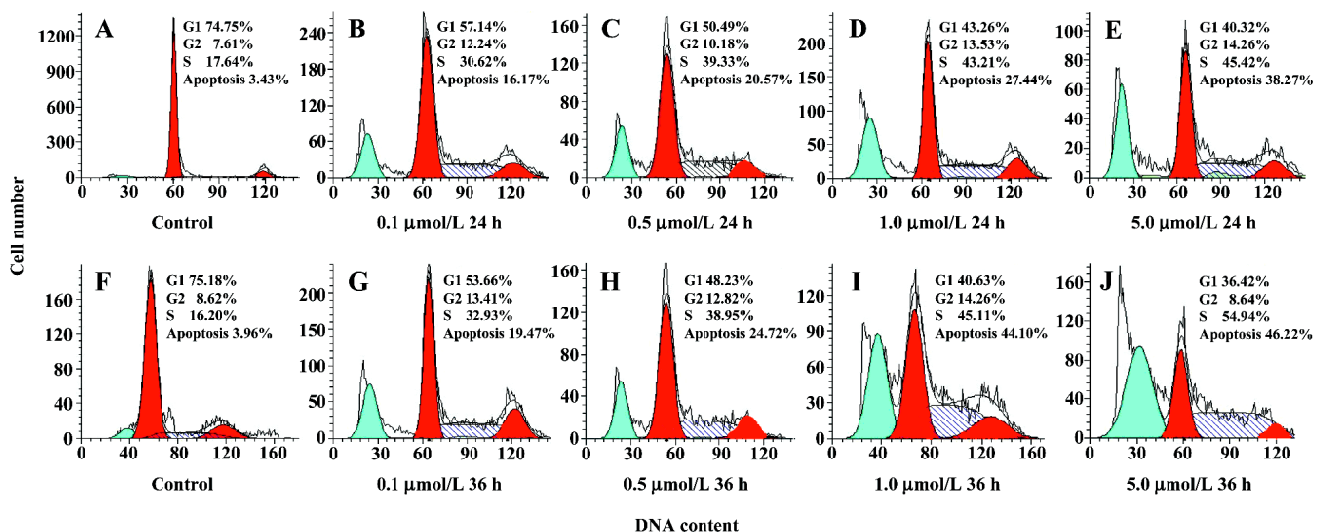 A
G1 74.75%
G2 7.61%
S 17.64%
Apoptosis 3.43%
1200
900
600
300
0
0 30 60 90 120
Control
B
G1 57.14%
G2 12.24%
S 30.62%
Apoptosis 16.17%
240
180
120
60
0
0 30 60 90 120
0.1 μmol/L 24 h
C
G1 50.49%
G2 10.18%
S 39.33%
Apoptosis 20.57%
160
120
80
40
0
0 30 60 90 120
0.5 μmol/L 24 h
D
G1 43.26%
G2 13.53%
S 43.21%
Apoptosis 27.44%
200
150
100
50
0
0 30 60 90 120
1.0 μmol/L 24 h
E
G1 40.32%
G2 14.26%
S 45.42%
Apoptosis 38.27%
100
80
60
40
20
0
0 30 60 90 120
5.0 μmol/L 24 h
Cell number
F
G1 75.18%
G2 8.62%
S 16.20%
Apoptosis 3.96%
160
120
80
40
0
0 40 80 120 160
Control
G
G1 53.66%
G2 13.41%
S 32.93%
Apoptosis 19.47%
200
150
100
50
0
0 30 60 90 120
0.1 μmol/L 36 h
H
G1 48.23%
G2 12.82%
S 38.95%
Apoptosis 24.72%
160
120
80
40
0
0 30 60 90 120
0.5 μmol/L 36 h
I
G1 40.63%
G2 14.26%
S 45.11%
Apoptosis 44.10%
120
90
60
30
0
0 40 80 120 160
1.0 μmol/L 36 h
J
G1 36.42%
G2 8.64%
S 54.94%
Apoptosis 46.22%
160
120
80
40
0
0 30 60 90 120
5.0 μmol/L 36 h
DNA content